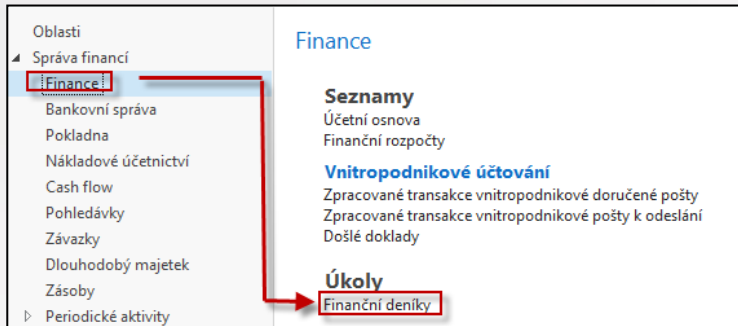 Oblasti
Správa financí
Finance
Bankovní správa
Pokladna
Nákladové účetnictví
Cash flow
Pohledávky
Závazky
Dlouhodobý majetek
Zásoby
Periodické aktivity
Finance
Seznamy
Účetní osnova
Finanční rozpočty
Vnitropodnikové účtování
Zpracované transakce vnitropodnikové doručené pošty
Zpracované transakce vnitropodnikové pošty k odeslání
Došlé doklady
Úkoly
Finanční deníky